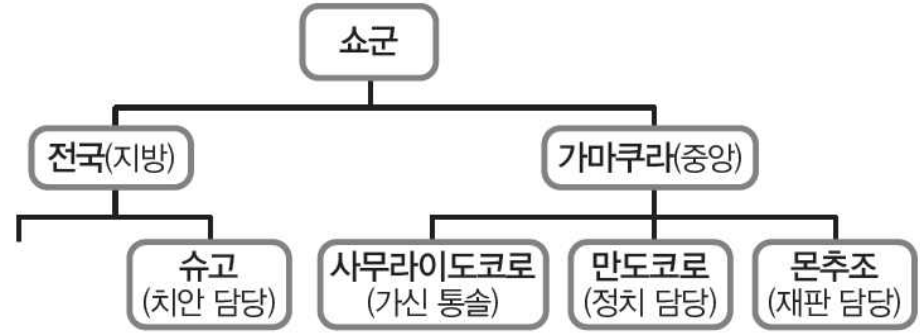 쇼군
전국(지방)
가마쿠라(중앙)
슈고
(치안 담당)
사무라이도코로
(가신 통솔)
만도코로
(정치 담당)
몬추조
(재판 담당)